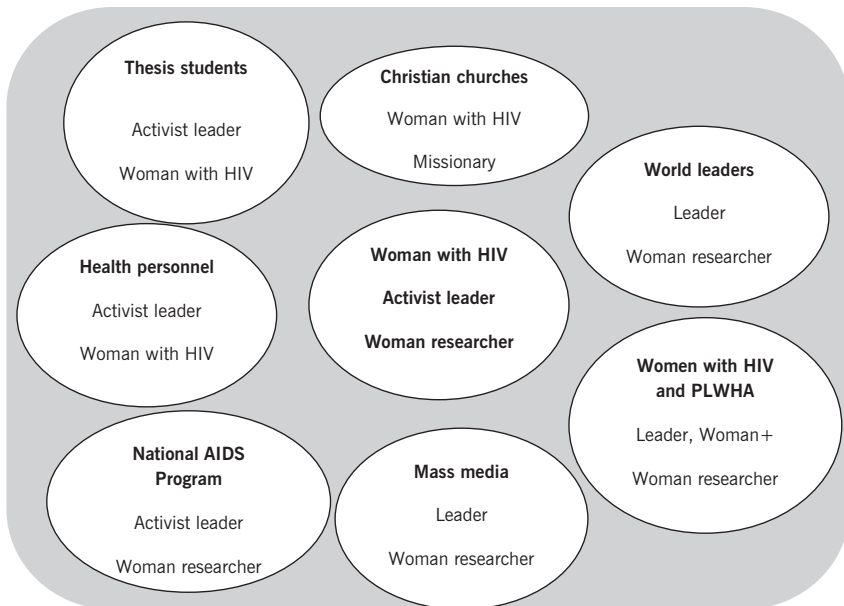 Thesis students
Activist leader
Woman with HIV
Christian churches
Woman with HIV
Missionary
World leaders
Leader
Woman researcher
Health personnel
Activist leader
Woman with HIV
Woman with HIV
Activist leader
Woman researcher
Women with HIV
and PLWHA
Leader, Woman+
Woman researcher
National AIDS
Program
Activist leader
Woman researcher
Mass media
Leader
Woman researcher